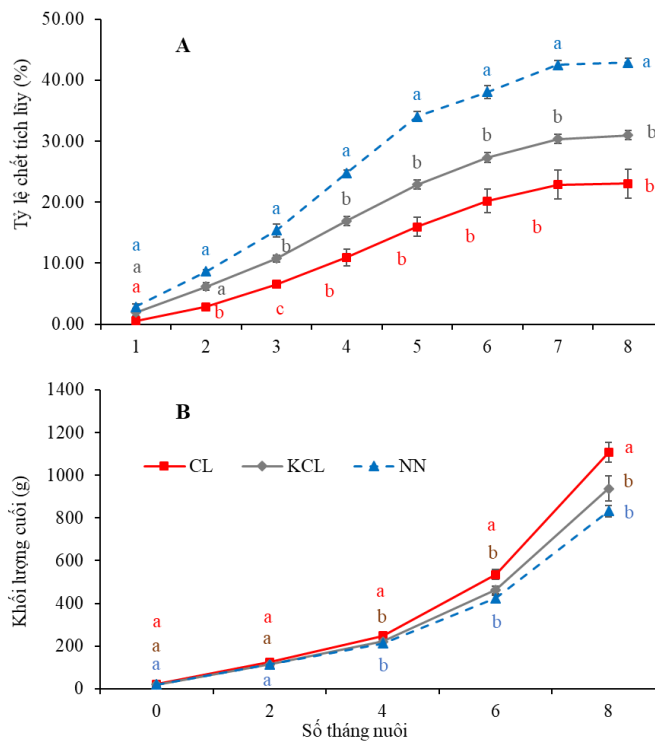 50.00
A
a
a
a
40.00
a
a
Tỷ lệ chết tích lũy (%)
30.00
a
b
b
b
b
b
20.00
a
b
b
a
a
b
b
b
10.00
a
a
b
b
a
b
c
0.00
1 2 3 4 5 6 7 8
1400
B
1200
CL KCL NN
a
1000
b
800
b
Khối lượng cuối (g)
a
600
b
400
a
a
a
b
b
200
a
a
a
a
b
0
0 2 4 6 8
Số tháng nuôi